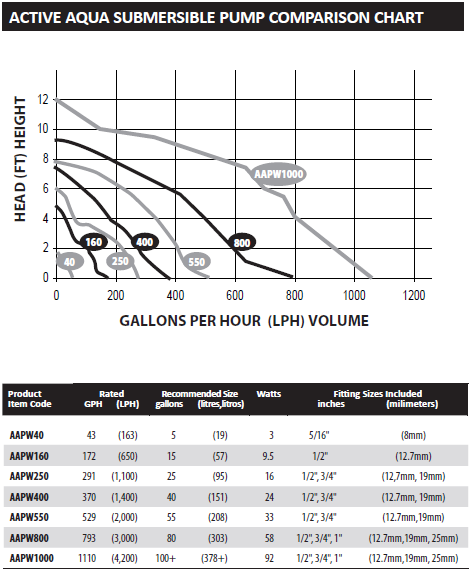 ACTIVE AQUA SUBMERSIBLE PUMP COMPARISON CHART
HEAD (FT) HEIGHT
12
10
8
6
4
2
0
AAPW1000
160
400
800
40
250
550
0 200 400 600 800 1000 1200
GALLONS PER HOUR (LPH) VOLUME
Product Rated Recommended Size Watts Fitting Sizes Included
Item Code GPH (LPH) gallons (litres,litros) inches (milimeters)
AAPW40 43 (163) 5 (19) 3 5/16" (8mm)
AAPW160 172 (650) 15 (57) 9.5 1/2" (12.7mm)
AAPW250 291 (1,100) 25 (95) 16 1/2", 3/4" (12,7mm, 19mm)
AAPW400 370 (1,400) 40 (151) 24 1/2", 3/4" (12.7mm, 19mm)
AAPW550 529 (2,000) 55 (208) 33 1/2", 3/4" (12.7mm,19mm)
AAPW800 793 (3,000) 80 (303) 58 1/2", 3/4", 1" (12.7mm,19mm, 25mm)
AAPW1000 1110 (4,200) 100+ (378+) 92 1/2", 3/4", 1" (12.7mm,19mm, 25mm)